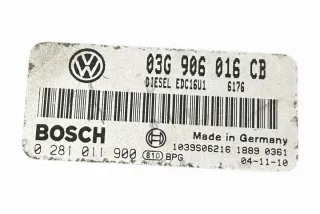 03G 906 016 CB
DIESEL EDC16U1 6176
BOSCH
Made in Germany
1039S06216 1889 0361
0 281 011 900 810 BPG 04-11-10